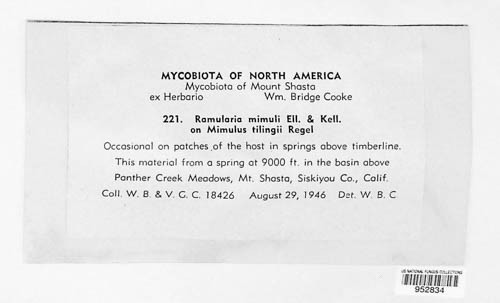 MYCOBIOTA OF NORTH AMERICA
Mycobiota of Mount Shasta
ex Herbario Wm. Bridge Cooke
221. Ramularia mimuli Ell. & Kell.
on Mimulus tilingii Regel
Occasional on patches of the host in springs above timberline.
This material from a spring at 9000 ft. in the basin above
Panther Creek Meadows, Mt. Shasta, Siskiyou Co., Calif.
Coll. W. B. & V. G. C. 18426 August 29, 1946 Det. W. B. C.
US NATIONAL FUNGUS COLLECTIONS
952834